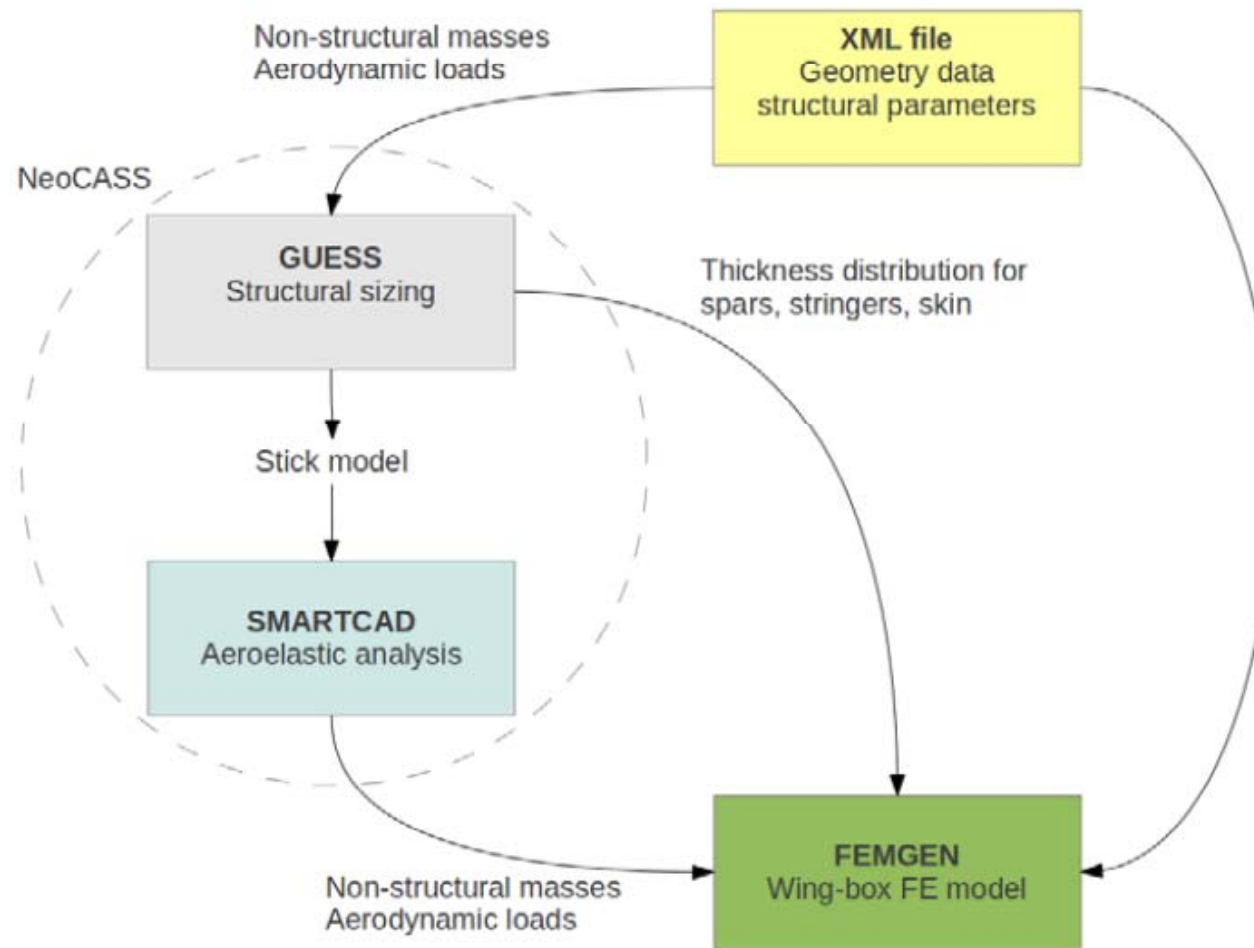 Non-structural masses
Aerodynamic loads
XML file
Geometry data
structural parameters
NeoCASS
GUESS
Structural sizing
Thickness distribution for
spars, stringers, skin
Stick model
SMARTCAD
Aeroelastic analysis
FEMGEN
Wing-box FE model
Non-structural masses
Aerodynamic loads